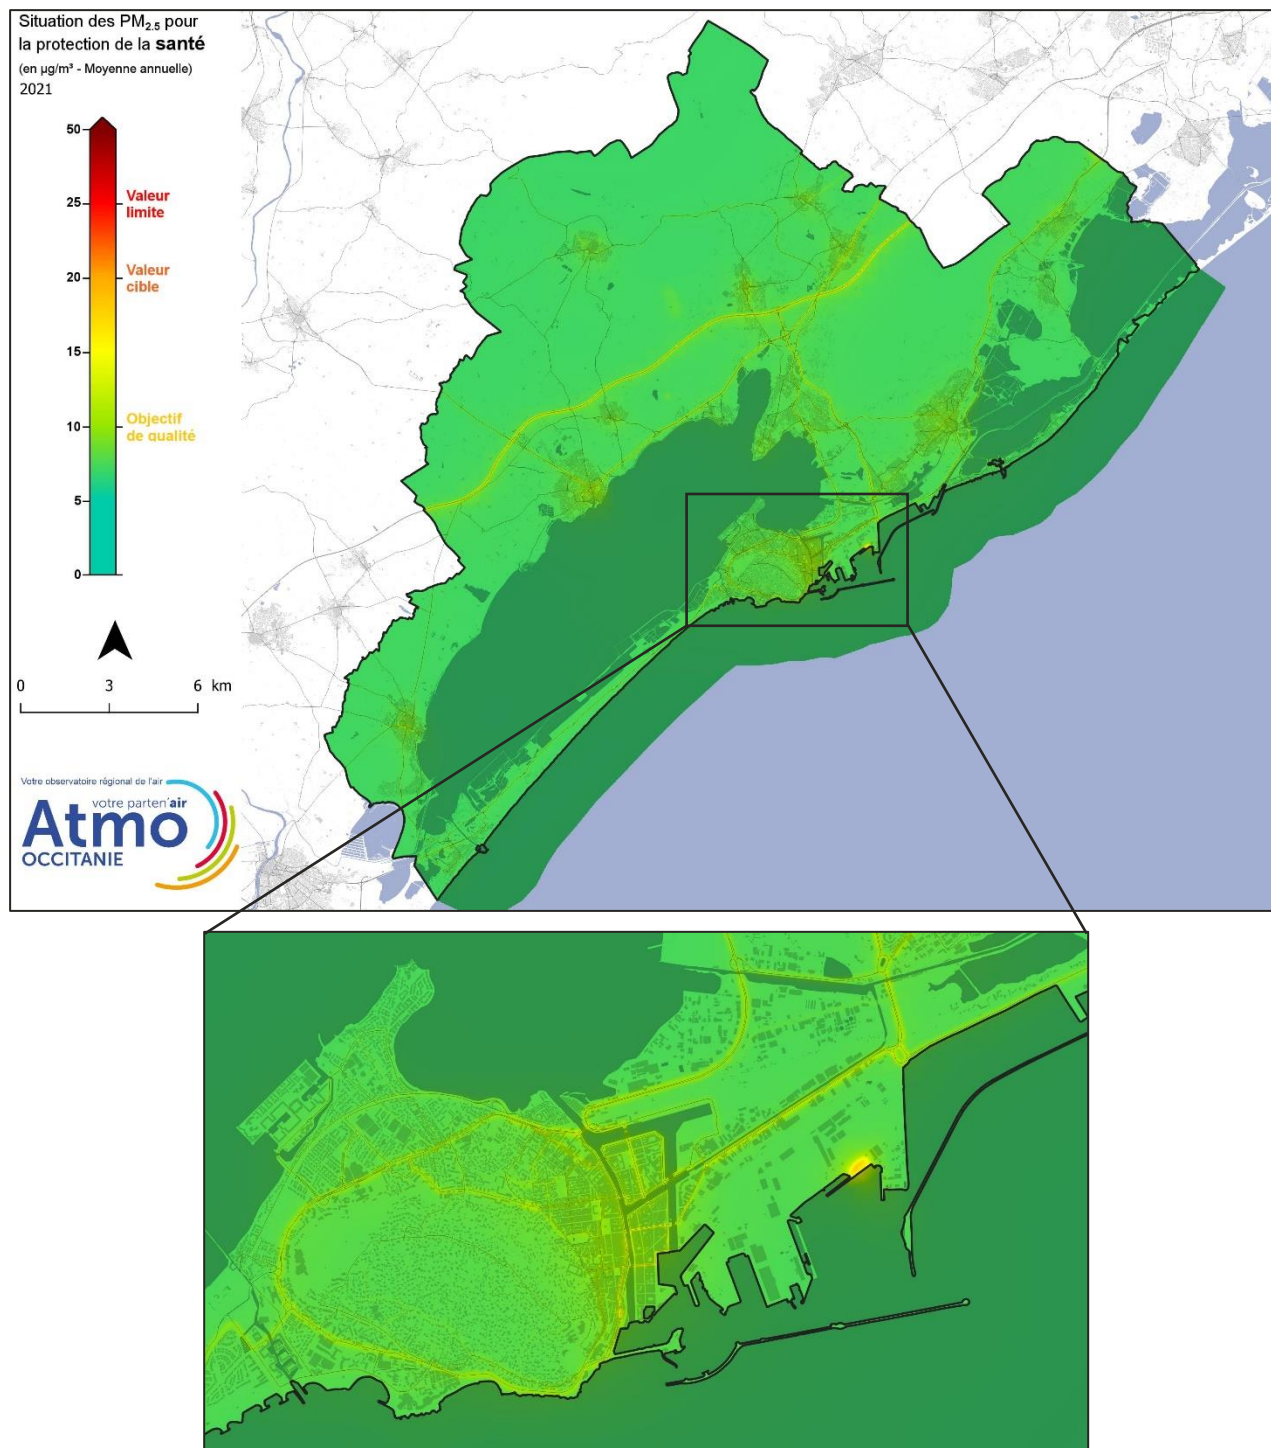 Situation des PM2.5 pour
la protection de la santé
(en µg/m³ - Moyenne annuelle)
2021
50
25
Valeur
limite
20
Valeur
cible
15
10
Objectif
de qualité
5
0
0 3 6 km
Votre observatoire régional de l'air
votre parten'air
Atmo
OCCITANIE